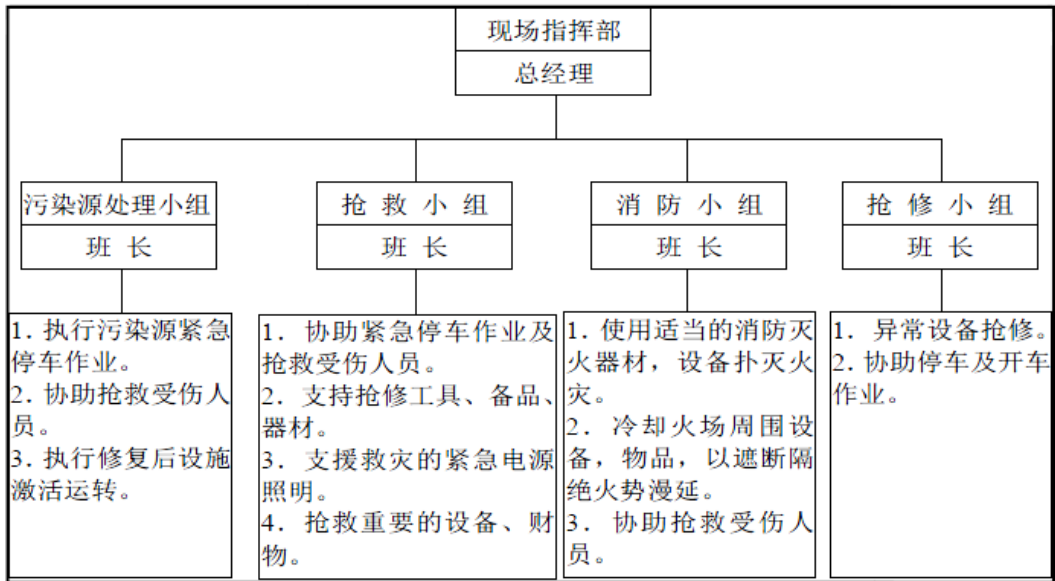 现场指挥部
总经理
污染源处理小组
班 长
抢 救 小 组
班 长
消 防 小 组
班 长
抢 修 小 组
班 长
1. 执行污染源紧急
停车作业。
2. 协助抢救受伤人
员。
3. 执行修复后设施
激活运转。
1. 协助紧急停车作业及
抢救受伤人员。
2. 支持抢修工具、备品、
器材。
3. 支援救灾的紧急电源
照明。
4. 抢救重要的设备、财
物。
1. 使用适当的消防灭
火器材，设备扑灭火
灾。
2. 冷却火场周围设
备，物品，以遮断隔
绝火势漫延。
3. 协助抢救受伤人
员。
1. 异常设备抢修。
2. 协助停车及开车
作业。